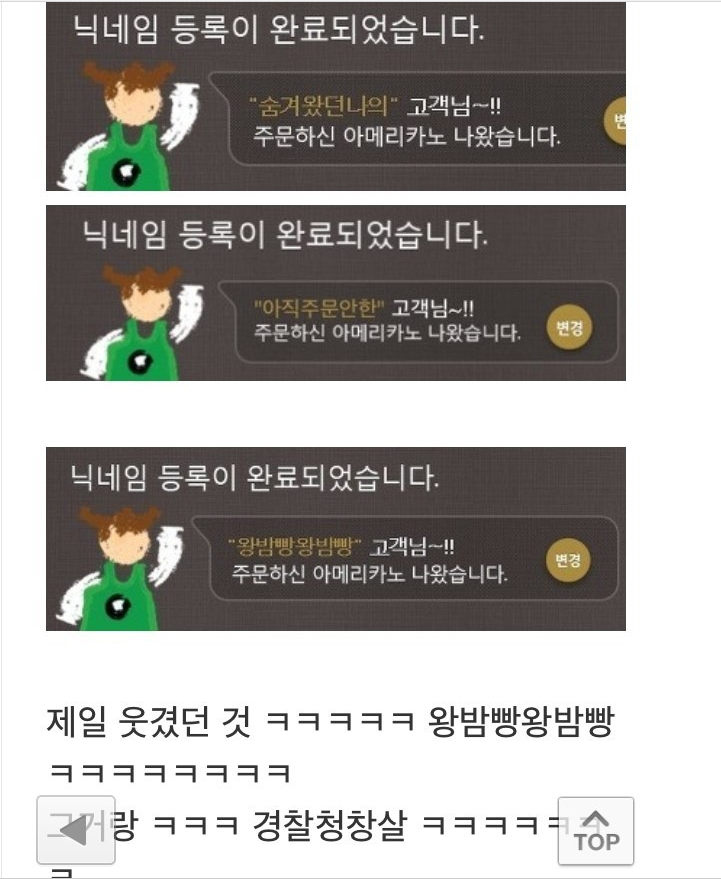 닉네임 등록이 완료되었습니다.
"숨겨왔던나의" 고객님~!!
주문하신 아메리카노 나왔습니다.
변
닉네임 등록이 완료되었습니다.
"아직주문안한" 고객님~!!
주문하신 아메리카노 나왔습니다.
변경
닉네임 등록이 완료되었습니다.
"왕밤빵왕밤빵" 고객님~!!
주문하신 아메리카노 나왔습니다.
변경
제일 웃겼던 것 ㅋㅋㅋㅋㅋ 왕밤빵왕밤빵
ㅋㅋㅋㅋㅋㅋㅋㅋ
그거랑 ㅋㅋㅋ 경찰청창살 ㅋㅋㅋㅋㅋㅋ
TOP